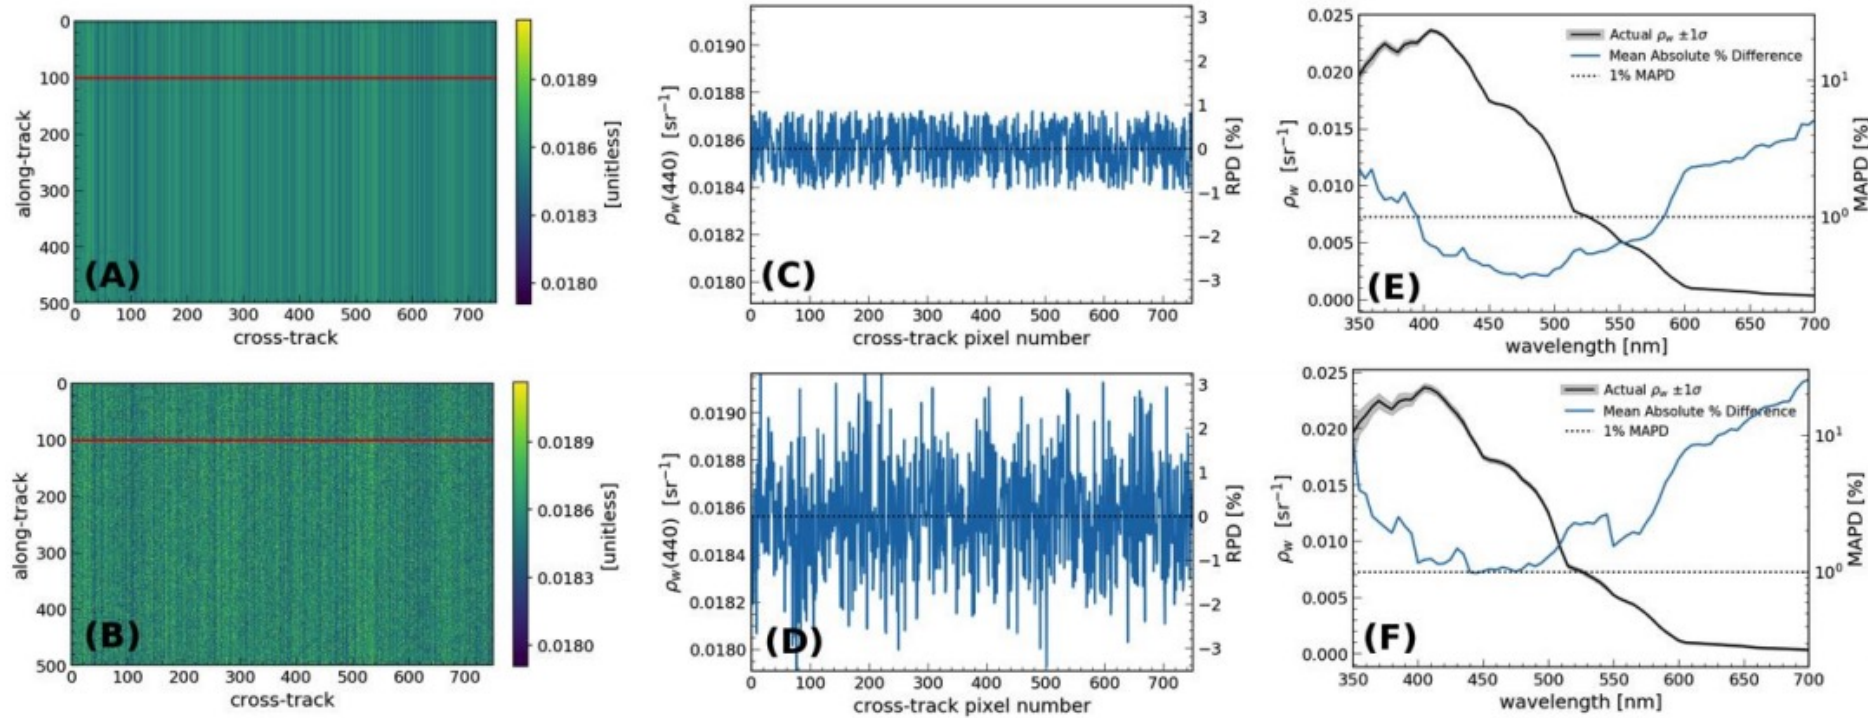 0
100
200
300
400
500
along-track
0 100 200 300 400 500 600 700
cross-track
(A)
0.0189
0.0186
0.0183
0.0180
[unitless]
0.0190
0.0188
0.0186
0.0184
0.0182
0.0180
ρw(440) [sr⁻¹]
(C)
0 100 200 300 400 500 600 700
cross-track pixel number
3
2
1
0
−1
−2
−3
RPD [%]
0.025
0.020
0.015
0.010
0.005
0.000
ρw [sr⁻¹]
Actual ρw ±1σ
Mean Absolute % Difference
1% MAPD
(E)
350 400 450 500 550 600 650 700
wavelength [nm]
10¹
10⁰
MAPD [%]
0
100
200
300
400
500
along-track
(B)
0 100 200 300 400 500 600 700
cross-track
0.0189
0.0186
0.0183
0.0180
[unitless]
0.0190
0.0188
0.0186
0.0184
0.0182
0.0180
ρw(440) [sr⁻¹]
(D)
0 100 200 300 400 500 600 700
cross-track pixel number
3
2
1
0
−1
−2
−3
RPD [%]
0.025
0.020
0.015
0.010
0.005
0.000
ρw [sr⁻¹]
Actual ρw ±1σ
Mean Absolute % Difference
1% MAPD
(F)
350 400 450 500 550 600 650 700
wavelength [nm]
10¹
10⁰
MAPD [%]